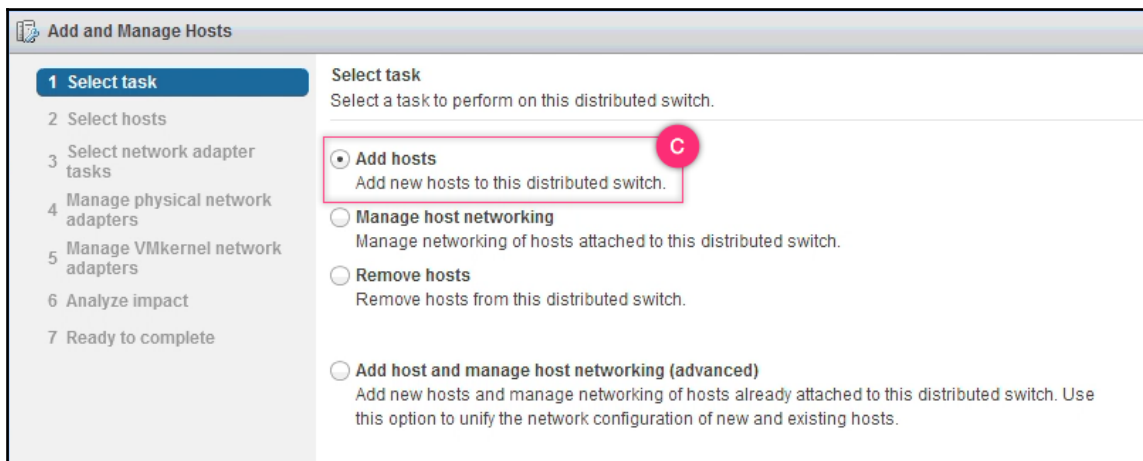 Add and Manage Hosts
1 Select task
2 Select hosts
3 Select network adapter
tasks
4 Manage physical network
adapters
5 Manage VMkernel network
adapters
6 Analyze impact
7 Ready to complete
Select task
Select a task to perform on this distributed switch.
C
Add hosts
Add new hosts to this distributed switch.
Manage host networking
Manage networking of hosts attached to this distributed switch.
Remove hosts
Remove hosts from this distributed switch.
Add host and manage host networking (advanced)
Add new hosts and manage networking of hosts already attached to this distributed switch. Use
this option to unify the network configuration of new and existing hosts.